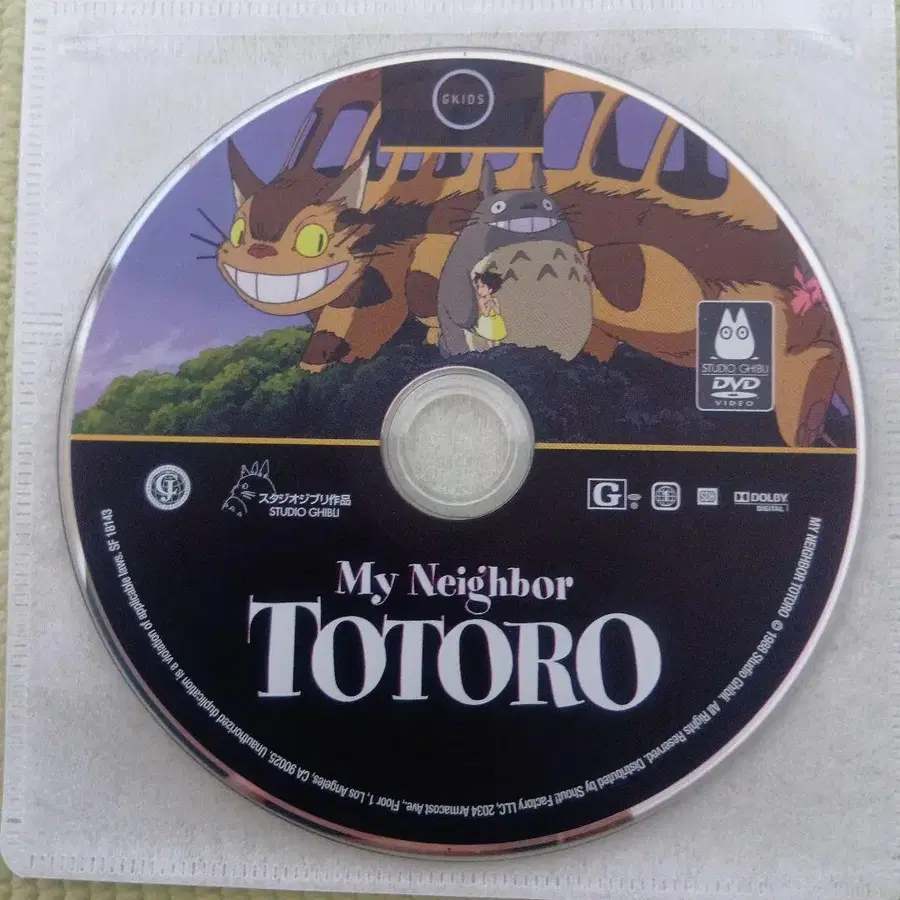 GKIDS
STUDIO GHIBLI
DVD
VIDEO
スタジオジブリ作品
STUDIO GHIBLI
G
SDH
DOLBY
DIGITAL
My Neighbor
TOTORO
MY NEIGHBOR TOTORO © 1988 Studio Ghibli. All Rights Reserved. Distributed by Shout! Factory LLC, 2034 Armacost Ave., Floor 1, Los Angeles, CA 90025. Unauthorized duplication is a violation of applicable laws. SF 18143